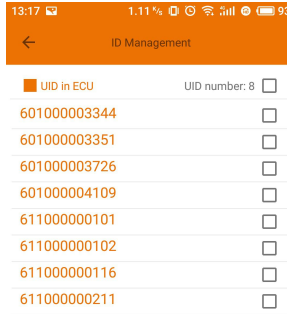 13:17 1.11 K/s 93
ID Management
UID in ECU UID number: 8
601000003344
601000003351
601000003726
601000004109
611000000101
611000000102
611000000116
611000000211